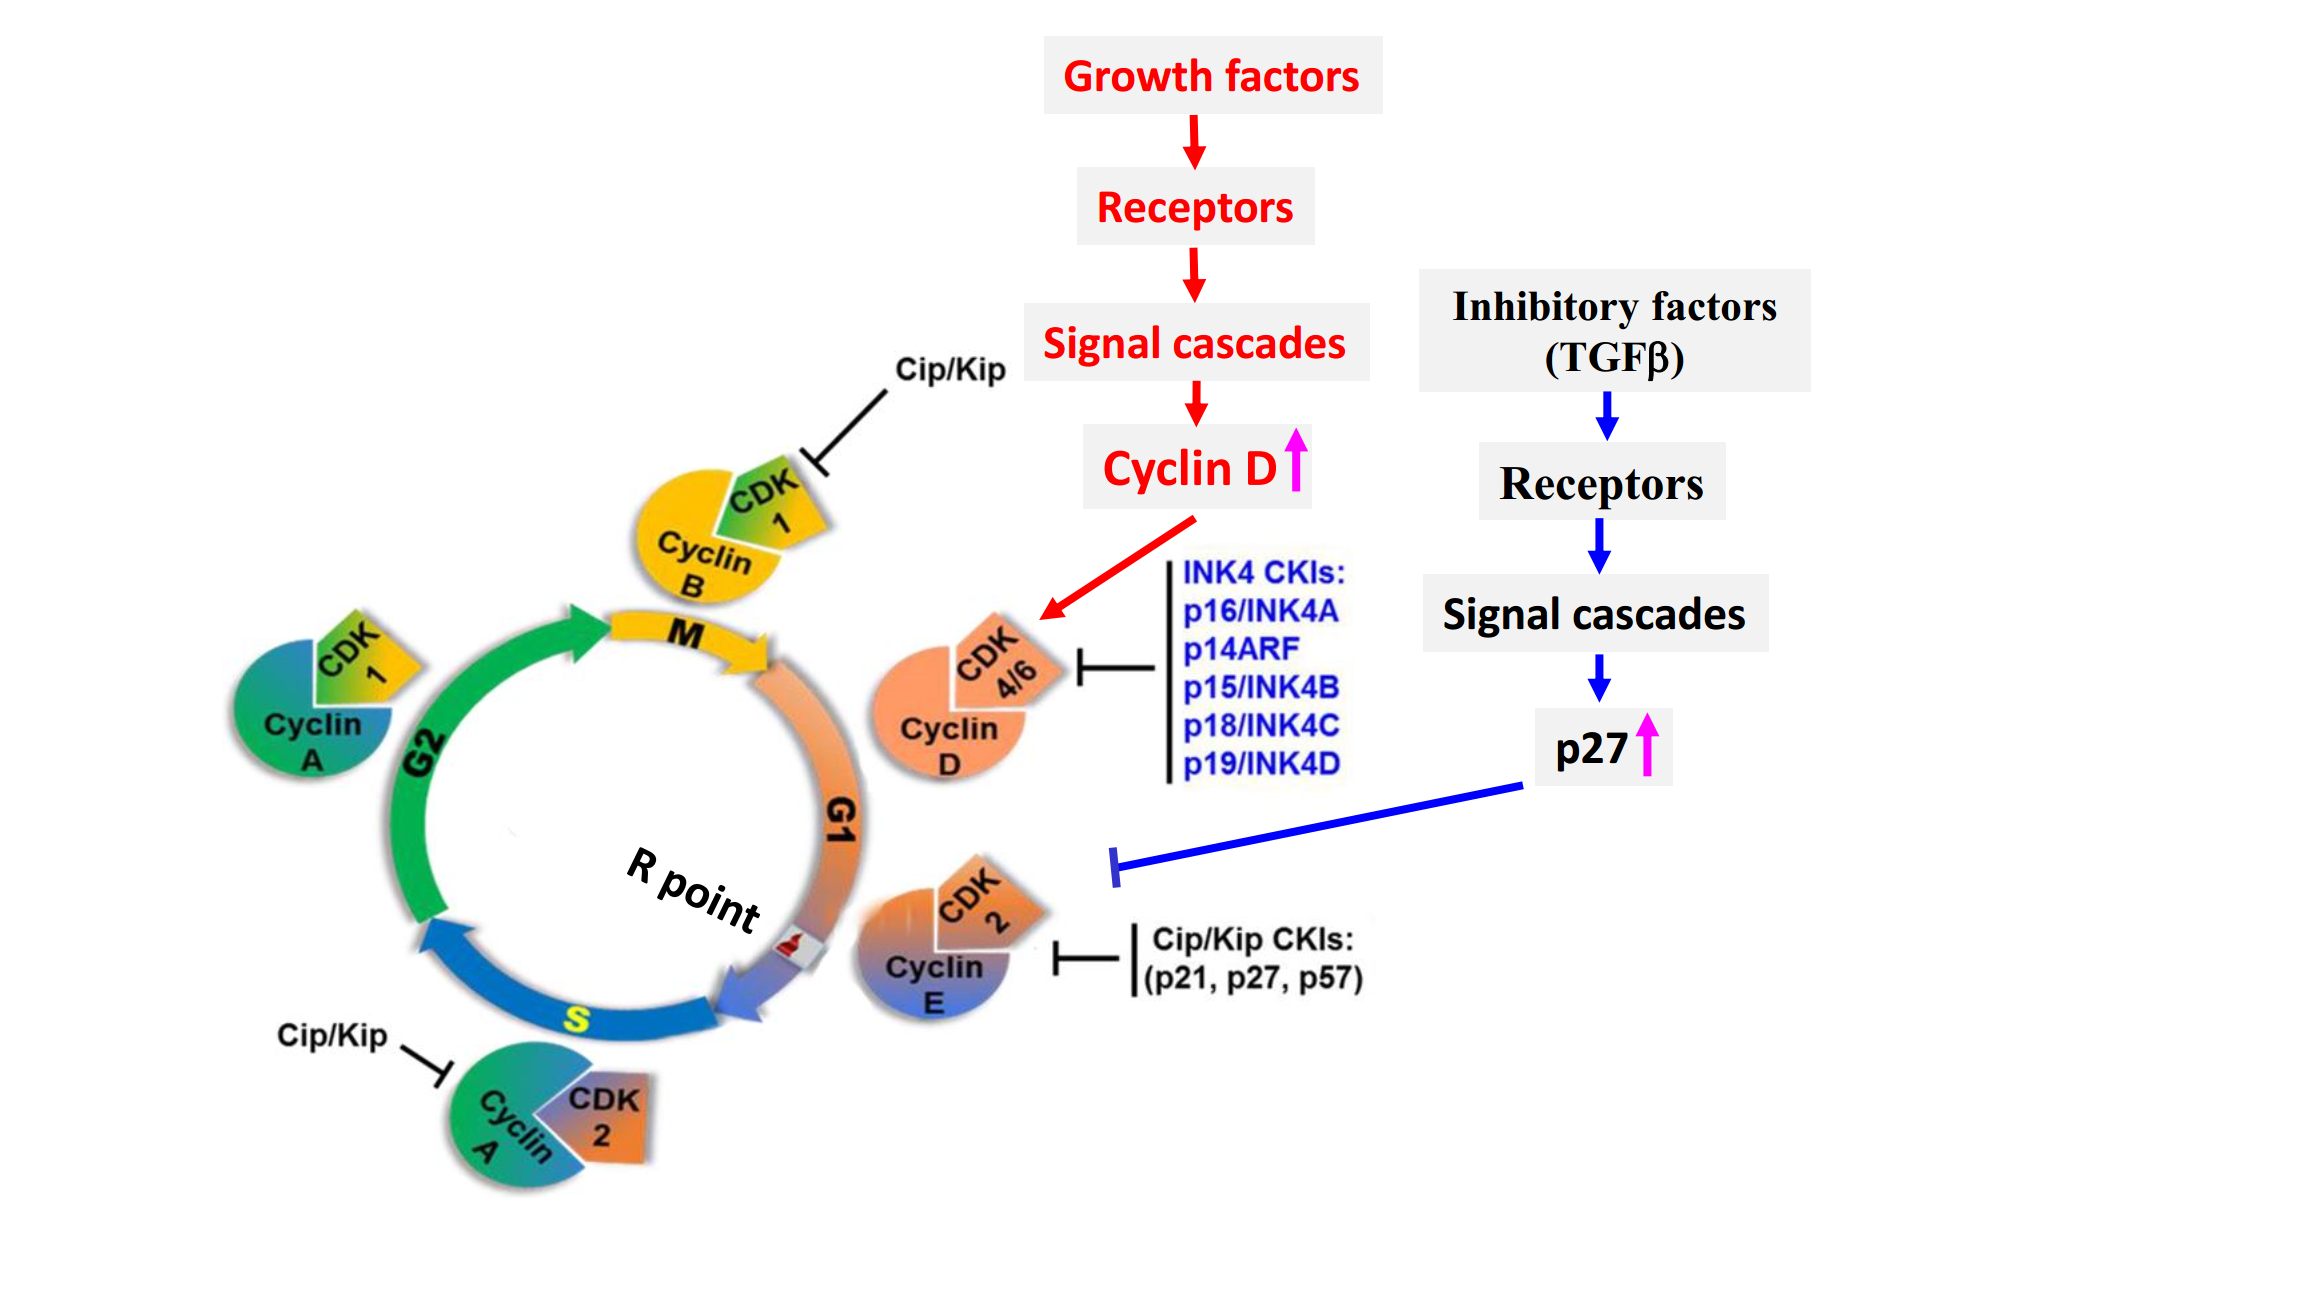 Growth factors
Receptors
Signal cascades
Cyclin D
Inhibitory factors
(TGFβ)
Receptors
Signal cascades
p27
Cip/Kip
CDK
1
Cyclin
B
M
CDK
1
Cyclin
A
G2
CDK
4/6
Cyclin
D
INK4 CKIs:
p16/INK4A
p14ARF
p15/INK4B
p18/INK4C
p19/INK4D
G1
R point
CDK
2
Cyclin
E
Cip/Kip CKIs:
(p21, p27, p57)
S
Cip/Kip
Cyclin
A
CDK
2